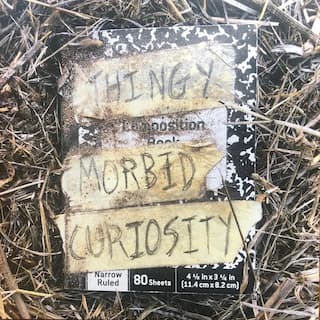 THINGY
Composition
Book
MORBID
CURIOSITY
Narrow
Ruled
80 Sheets
4 ½ in x 3 ¼ in
(11.4 cm x 8.2 cm)